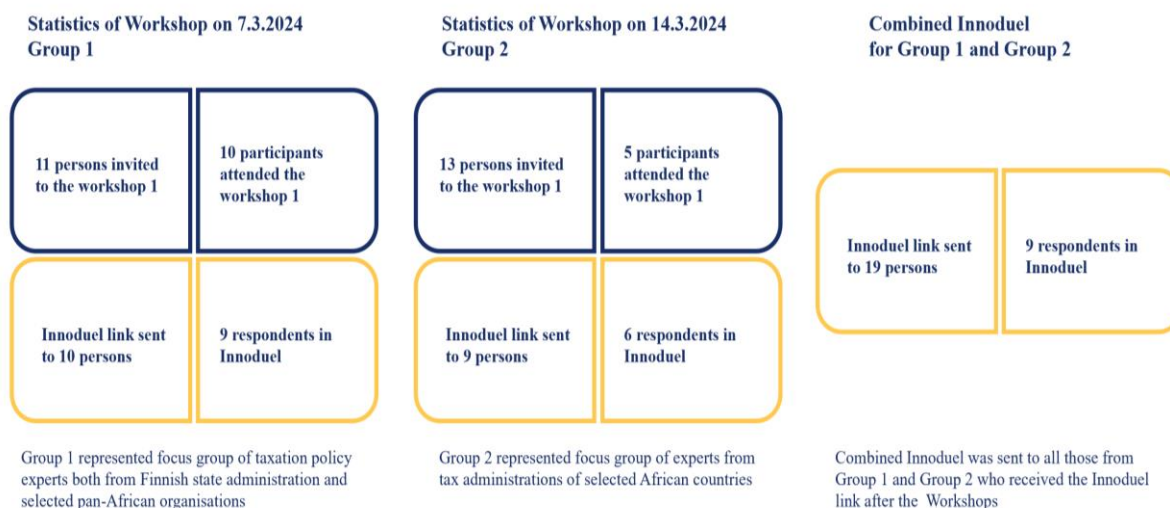 Statistics of Workshop on 7.3.2024
Group 1
11 persons invited
to the workshop 1
10 participants
attended the
workshop 1
Innoduel link sent
to 10 persons
9 respondents in
Innoduel
Group 1 represented focus group of taxation policy
experts both from Finnish state administration and
selected pan-African organisations
Statistics of Workshop on 14.3.2024
Group 2
13 persons invited
to the workshop 1
5 participants
attended the
workshop 1
Innoduel link sent
to 9 persons
6 respondents in
Innoduel
Group 2 represented focus group of experts from
tax administrations of selected African countries
Combined Innoduel
for Group 1 and Group 2
Innoduel link sent
to 19 persons
9 respondents in
Innoduel
Combined Innoduel was sent to all those from
Group 1 and Group 2 who received the Innoduel
link after the Workshops